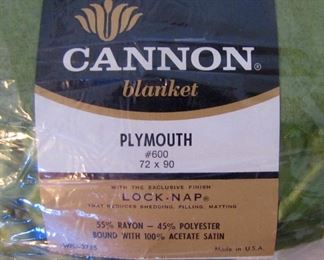 CANNON®
blanket
PLYMOUTH
#600
72 x 90
WITH THE EXCLUSIVE FINISH
LOCK-NAP®
THAT REDUCES SHEDDING, PILLING, MATTING
55% RAYON — 45% POLYESTER
BOUND WITH 100% ACETATE SATIN
Made in U.S.A.